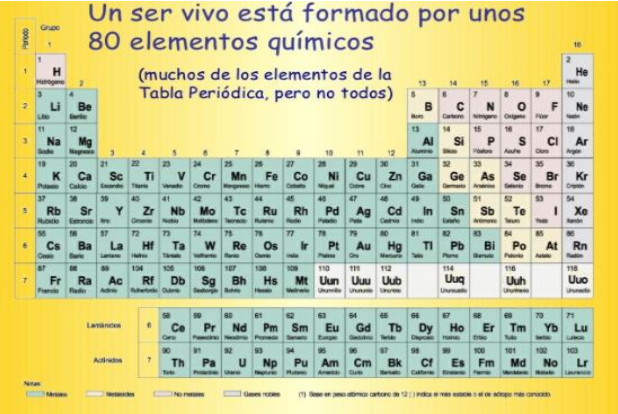 Un ser vivo está formado por unos
80 elementos químicos
(muchos de los elementos de la
Tabla Periódica, pero no todos)
Periodo Grupo
1 18
1 H Hidrógeno 2 13 14 15 16 17 2 He Helio
2 3 Li Litio 4 Be Berilio 5 B Boro 6 C Carbono 7 N Nitrógeno 8 O Oxígeno 9 F Flúor 10 Ne Neón
3 11 Na Sodio 12 Mg Magnesio 3 4 5 6 7 8 9 10 11 12 13 Al Aluminio 14 Si Silicio 15 P Fósforo 16 S Azufre 17 Cl Cloro 18 Ar Argón
4 19 K Potasio 20 Ca Calcio 21 Sc Escandio 22 Ti Titanio 23 V Vanadio 24 Cr Cromo 25 Mn Manganeso 26 Fe Hierro 27 Co Cobalto 28 Ni Níquel 29 Cu Cobre 30 Zn Cinc 31 Ga Galio 32 Ge Germanio 33 As Arsénico 34 Se Selenio 35 Br Bromo 36 Kr Criptón
5 37 Rb Rubidio 38 Sr Estroncio 39 Y Itrio 40 Zr Zirconio 41 Nb Niobio 42 Mo Molibdeno 43 Tc Tecnecio 44 Ru Rutenio 45 Rh Rodio 46 Pd Paladio 47 Ag Plata 48 Cd Cadmio 49 In Indio 50 Sn Estaño 51 Sb Antimonio 52 Te Teluro 53 I Yodo 54 Xe Xenón
6 55 Cs Cesio 56 Ba Bario 57 La Lantano 72 Hf Hafnio 73 Ta Tántalo 74 W Wolframio 75 Re Renio 76 Os Osmio 77 Ir Iridio 78 Pt Platino 79 Au Oro 80 Hg Mercurio 81 Tl Talio 82 Pb Plomo 83 Bi Bismuto 84 Po Polonio 85 At Astato 86 Rn Radón
7 87 Fr Francio 88 Ra Radio 89 Ac Actinio 104 Rf Rutherfordio 105 Db Dubnio 106 Sg Seaborgio 107 Bh Bohrio 108 Hs Hassio 109 Mt Meitnerio 110 Uun 111 Uuu 112 Uub 114 Uuq 116 Uuh 118 Uuo
Lantánidos 6 58 Ce Cerio 59 Pr 60 Nd Neodimio 61 Pm 62 Sm Samario 63 Eu Europio 64 Gd 65 Tb Terbio 66 Dy Disprosio 67 Ho Holmio 68 Er Erbio 69 Tm Tulio 70 Yb Yterbio 71 Lu Lutecio
Actínidos 7 90 Th Torio 91 Pa 92 U Uranio 93 Np Neptunio 94 Pu Plutonio 95 Am Americio 96 Cm Curio 97 Bk Berkelio 98 Cf 99 Es 100 Fm Fermio 101 Md 102 No Nobelio 103 Lr
Notas:
Metales Metaloides No metales Gases nobles (1) Base en peso atómico carbono de 12 ( ) indica el más estable o el de isótopo más conocido.